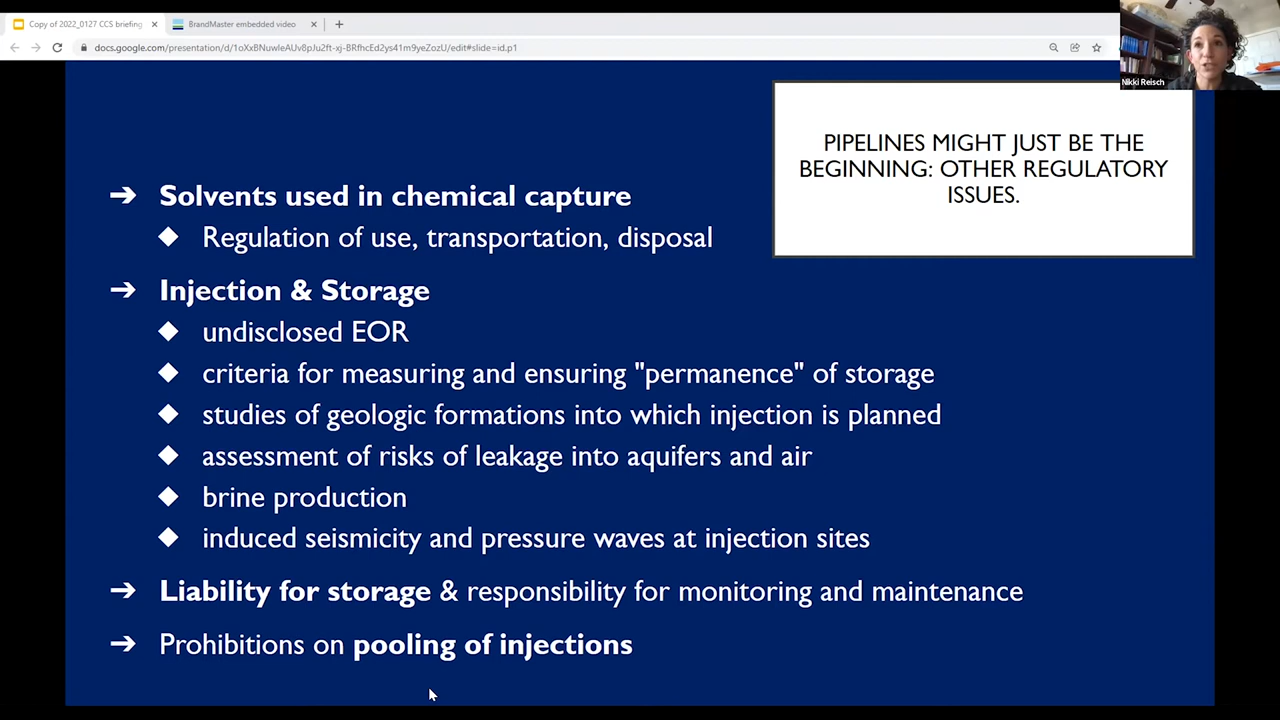 Copy of 2022_0127 CCS briefing
BrandMaster embedded video
docs.google.com/presentation/d/1oXxBNuwleAUv8pJu2ft-xj-BRfhcEd2ys41m9yeZozU/edit#slide=id.p1
Nikki Reisch
PIPELINES MIGHT JUST BE THE
BEGINNING: OTHER REGULATORY
ISSUES.
➔ Solvents used in chemical capture
◆ Regulation of use, transportation, disposal
➔ Injection & Storage
◆ undisclosed EOR
◆ criteria for measuring and ensuring "permanence" of storage
◆ studies of geologic formations into which injection is planned
◆ assessment of risks of leakage into aquifers and air
◆ brine production
◆ induced seismicity and pressure waves at injection sites
➔ Liability for storage & responsibility for monitoring and maintenance
➔ Prohibitions on pooling of injections